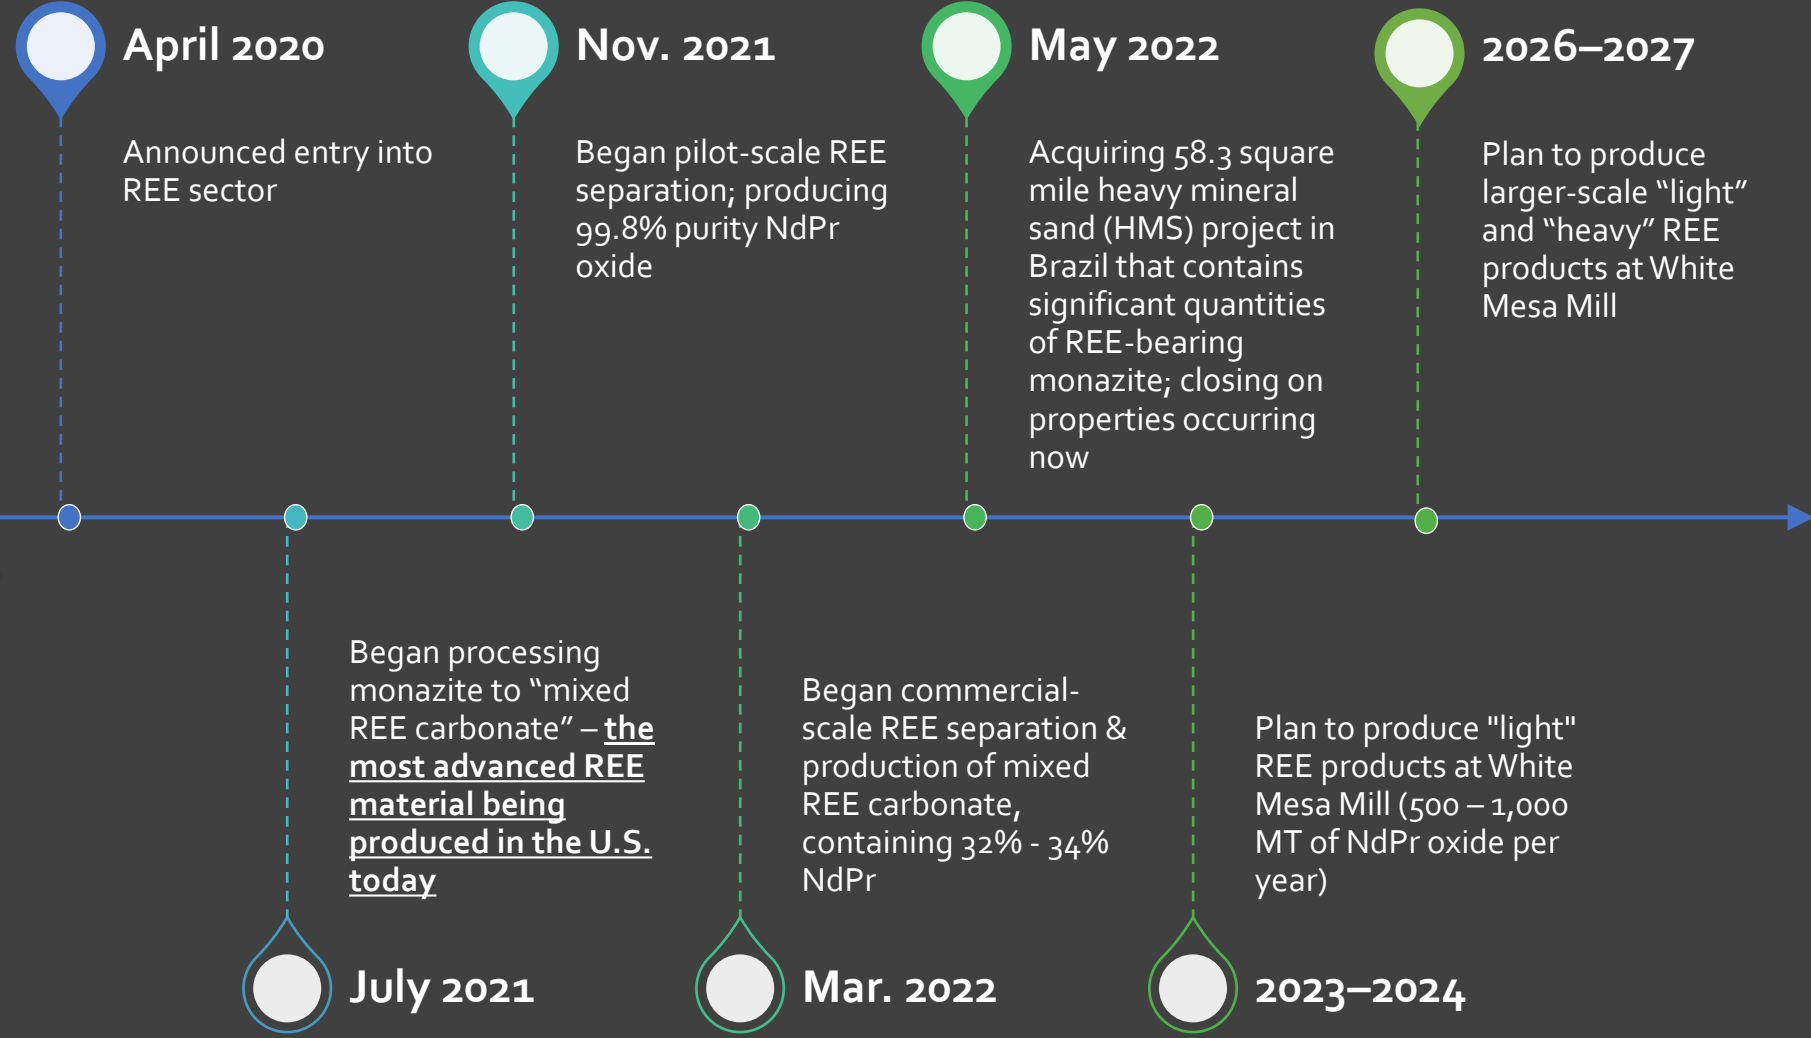 April 2020
Announced entry into
REE sector
July 2021
Began processing
monazite to “mixed
REE carbonate” – the
most advanced REE
material being
produced in the U.S.
today
Nov. 2021
Began pilot-scale REE
separation; producing
99.8% purity NdPr
oxide
Mar. 2022
Began commercial-
scale REE separation &
production of mixed
REE carbonate,
containing 32% - 34%
NdPr
May 2022
Acquiring 58.3 square
mile heavy mineral
sand (HMS) project in
Brazil that contains
significant quantities
of REE-bearing
monazite; closing on
properties occurring
now
2023–2024
Plan to produce "light"
REE products at White
Mesa Mill (500 – 1,000
MT of NdPr oxide per
year)
2026–2027
Plan to produce
larger-scale “light”
and “heavy” REE
products at White
Mesa Mill